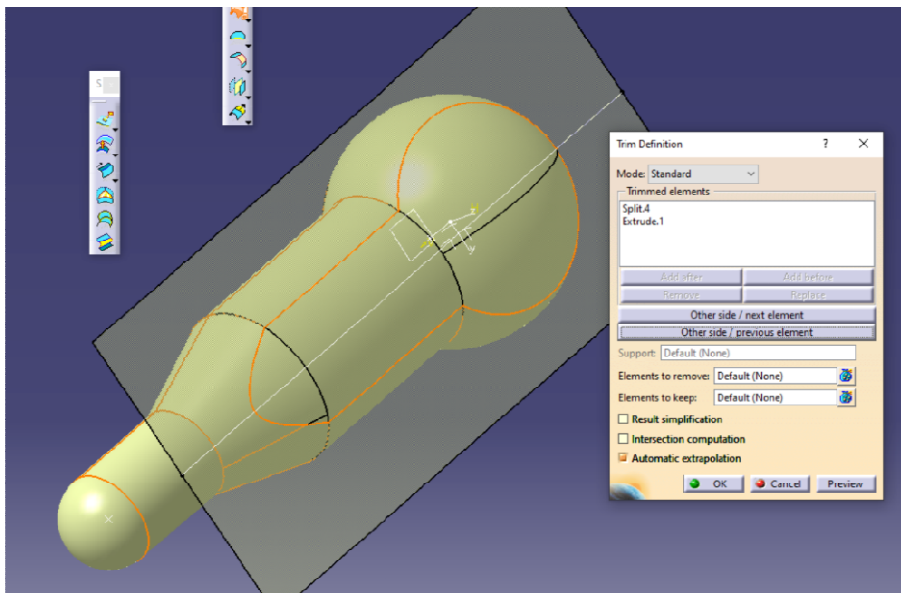 S
Trim Definition ? X
Mode: Standard
Trimmed elements
Split.4
Extrude.1
Add after Add before
Remove Replace
Other side / next element
Other side / previous element
Support: Default (None)
Elements to remove: Default (None)
Elements to keep: Default (None)
Result simplification
Intersection computation
Automatic extrapolation
OK Cancel Preview